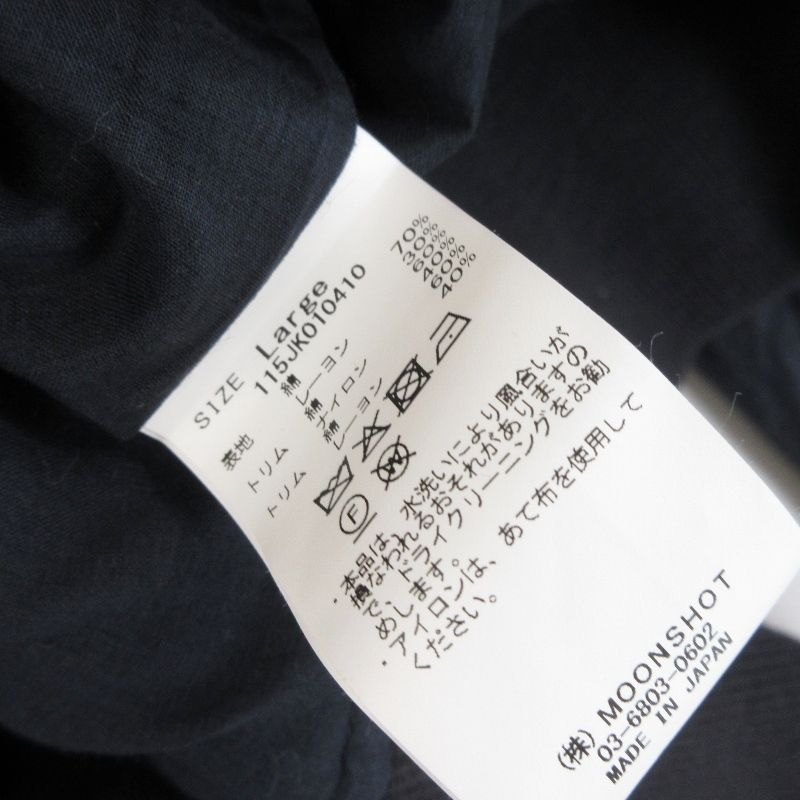 SIZE Large
115JK010410
表地 綿 70%
レーヨン 30%
トリム 綿 60%
ナイロン 40%
トリム 綿 60%
レーヨン 40%
F
W
・本品は、水洗いにより風合いが
損なわれるおそれがありますの
で、ドライクリーニングをお勧
めします。
・アイロンは、あて布を使用して
ください。
(株) MOONSHOT
03-6803-0602
MADE IN JAPAN